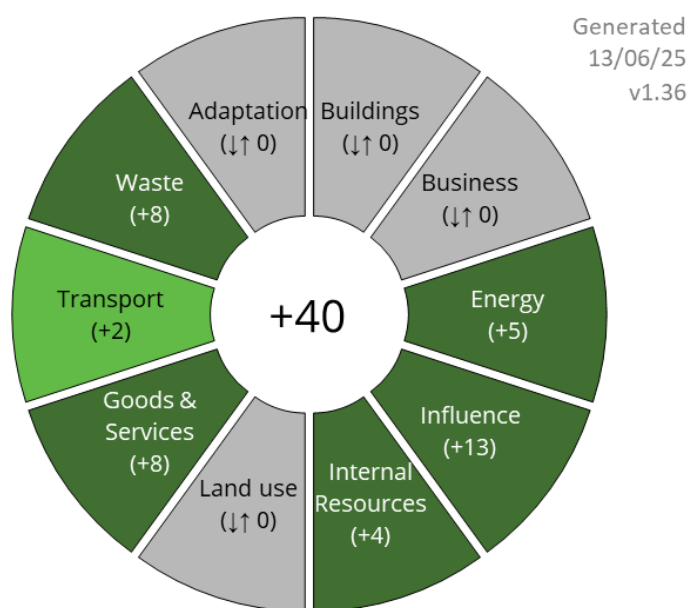 Generated
13/06/25
v1.36
Adaptation
(↓↑ 0)
Buildings
(↓↑ 0)
Business
(↓↑ 0)
Energy
(+5)
Influence
(+13)
Internal
Resources
(+4)
Land use
(↓↑ 0)
Goods &
Services
(+8)
Transport
(+2)
Waste
(+8)
+40